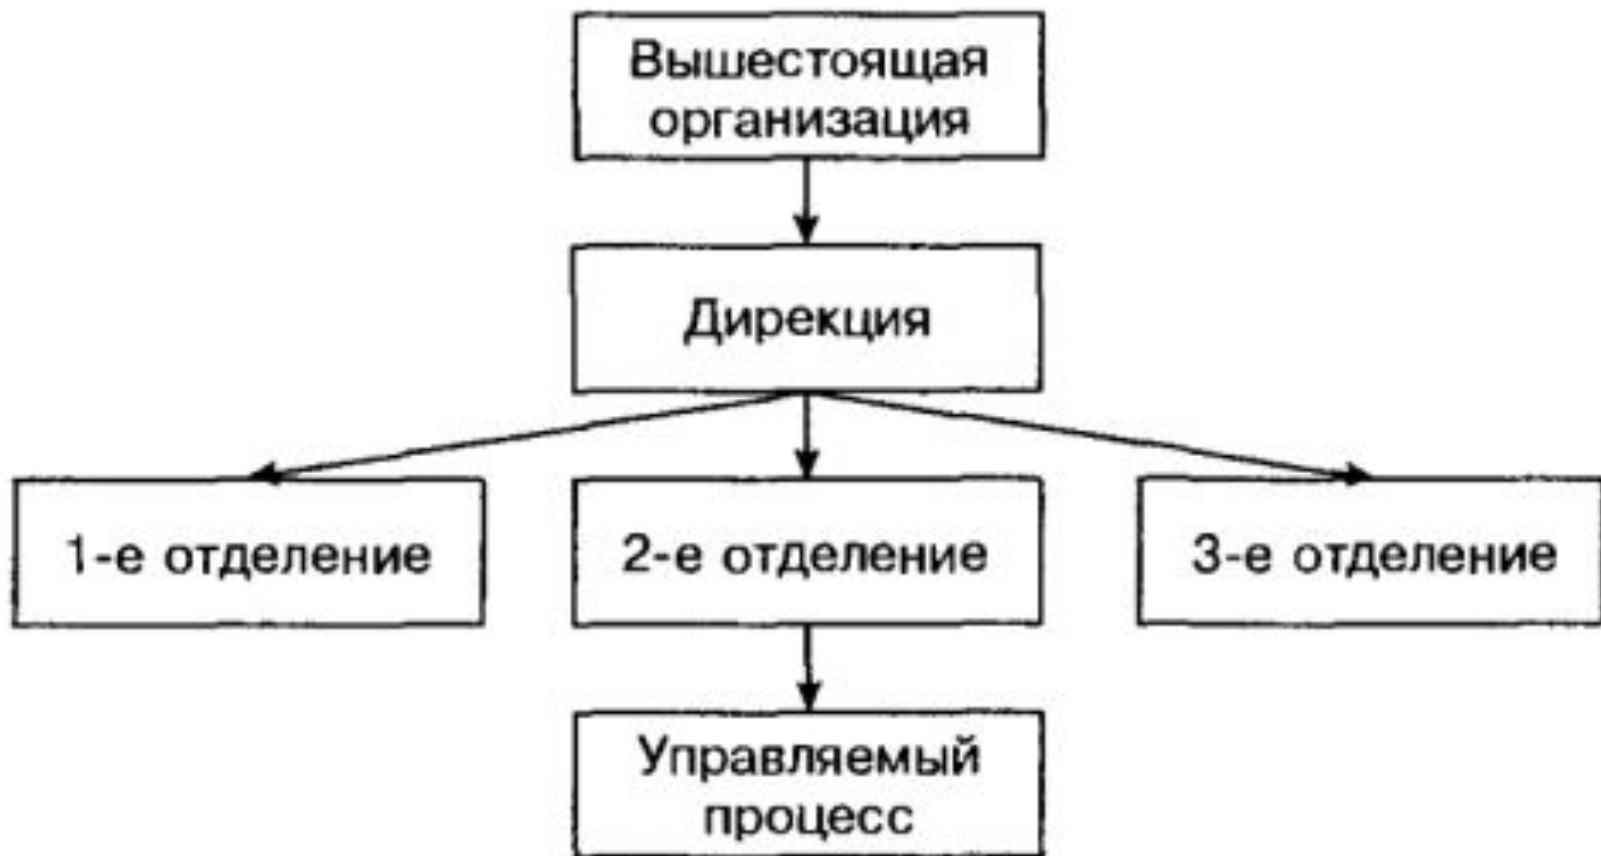 Вышестоящая
организация
Дирекция
1-е отделение
2-е отделение
3-е отделение
Управляемый
процесс